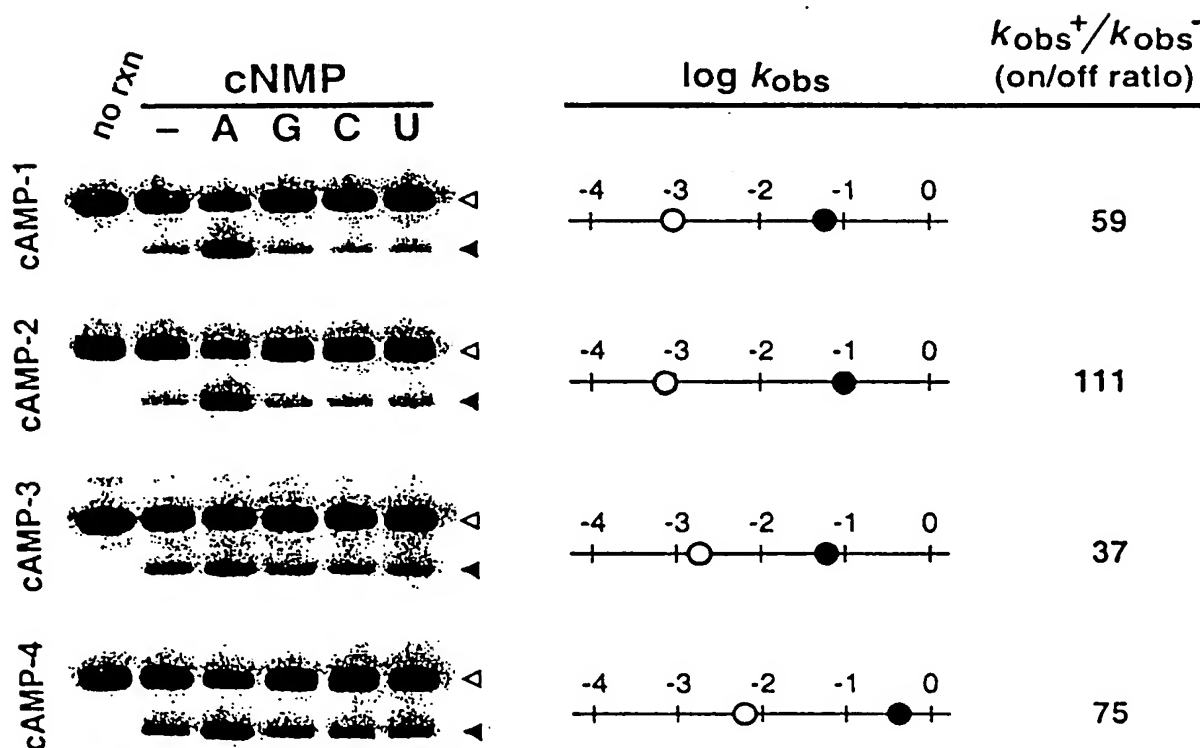 kobs+/kobs-
no rxn cNMP log kobs (on/off ratio)
– A G C U
cAMP-1 -4 -3 -2 -1 0 59
cAMP-2 -4 -3 -2 -1 0 111
cAMP-3 -4 -3 -2 -1 0 37
cAMP-4 -4 -3 -2 -1 0 75